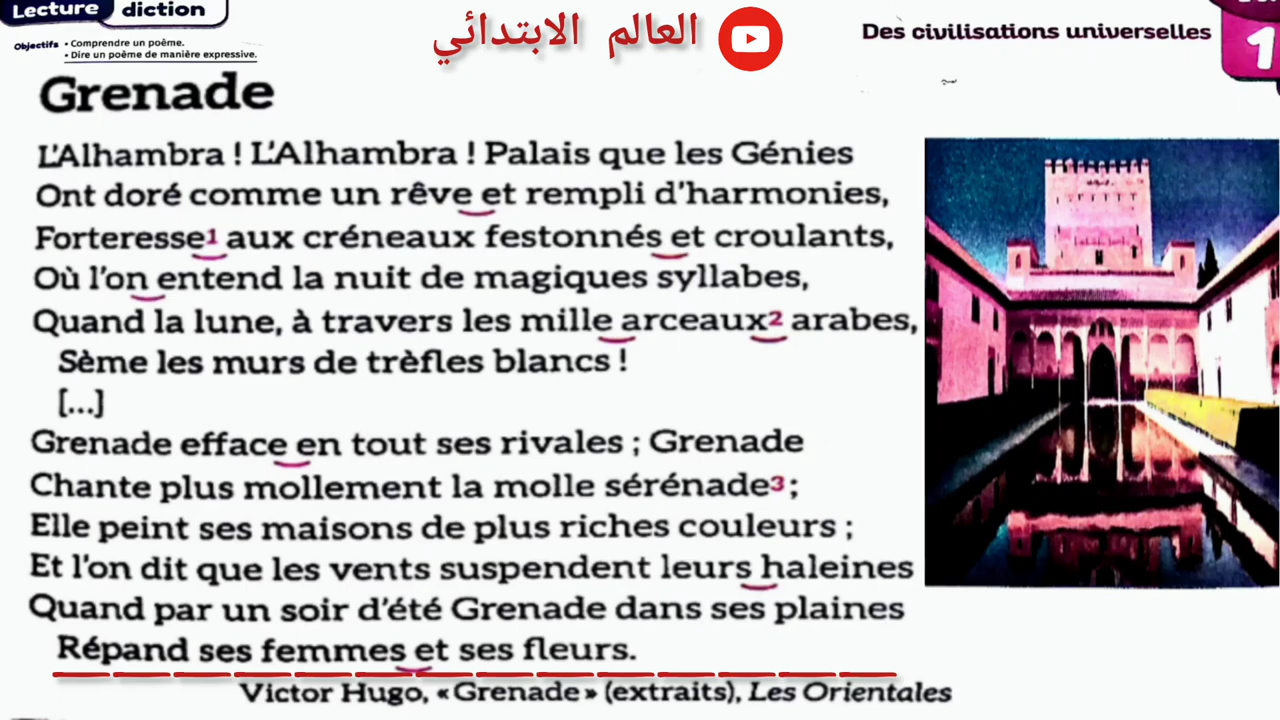 Lecture diction
العالم الابتدائي
Des civilisations universelles
1
Objectifs • Comprendre un poème.
• Dire un poème de manière expressive.
Grenade
L'Alhambra ! L'Alhambra ! Palais que les Génies
Ont doré comme un rêve et rempli d'harmonies,
Forteresse1 aux créneaux festonnés et croulants,
Où l'on entend la nuit de magiques syllabes,
Quand la lune, à travers les mille arceaux2 arabes,
Sème les murs de trèfles blancs !
[...]
Grenade efface en tout ses rivales ; Grenade
Chante plus mollement la molle sérénade3 ;
Elle peint ses maisons de plus riches couleurs ;
Et l'on dit que les vents suspendent leurs haleines
Quand par un soir d'été Grenade dans ses plaines
Répand ses femmes et ses fleurs.
Victor Hugo, « Grenade » (extraits), Les Orientales